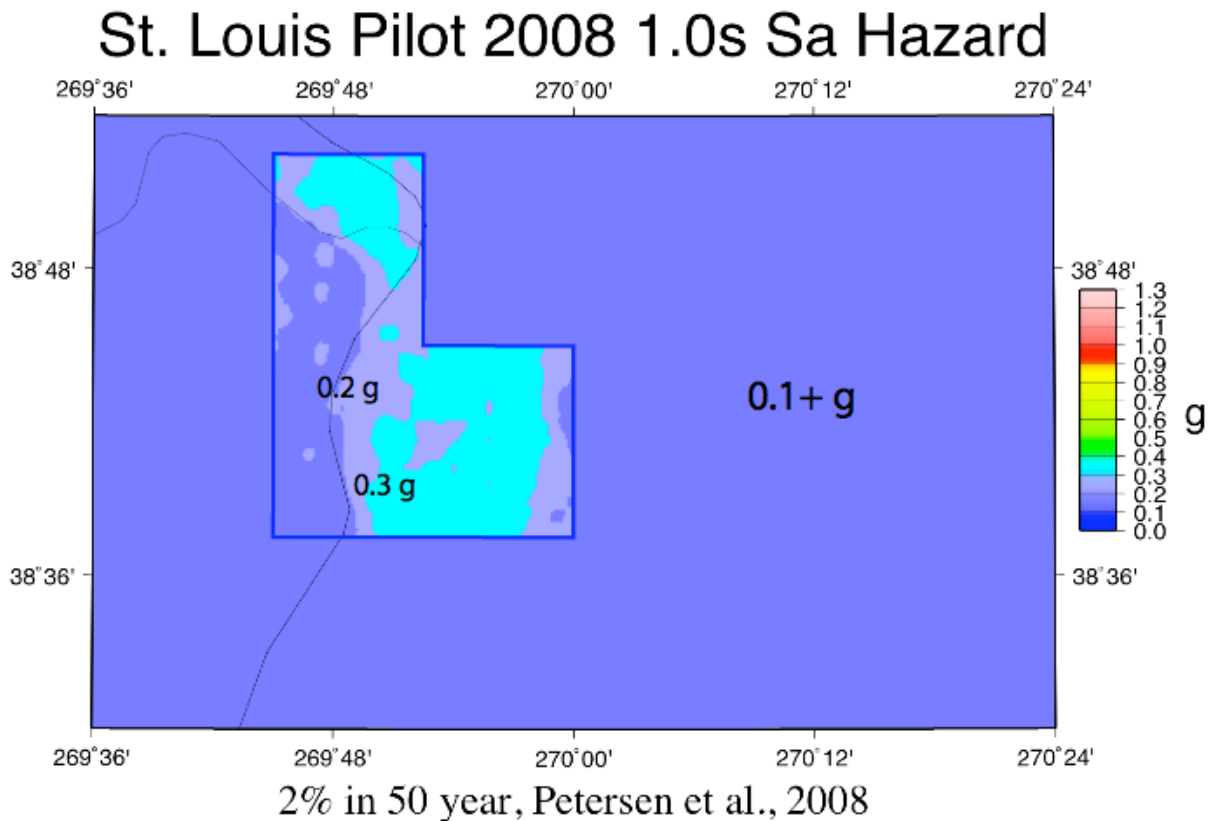 St. Louis Pilot 2008 1.0s Sa Hazard
269°36' 269°48' 270°00' 270°12' 270°24'
38°48' 38°48'
1.3
1.2
1.1
1.0
0.9
0.8
0.7
0.6
0.5
0.4
0.3
0.2
0.1
0.0
g
0.2 g
0.1+ g
0.3 g
38°36' 38°36'
269°36' 269°48' 270°00' 270°12' 270°24'
2% in 50 year, Petersen et al., 2008